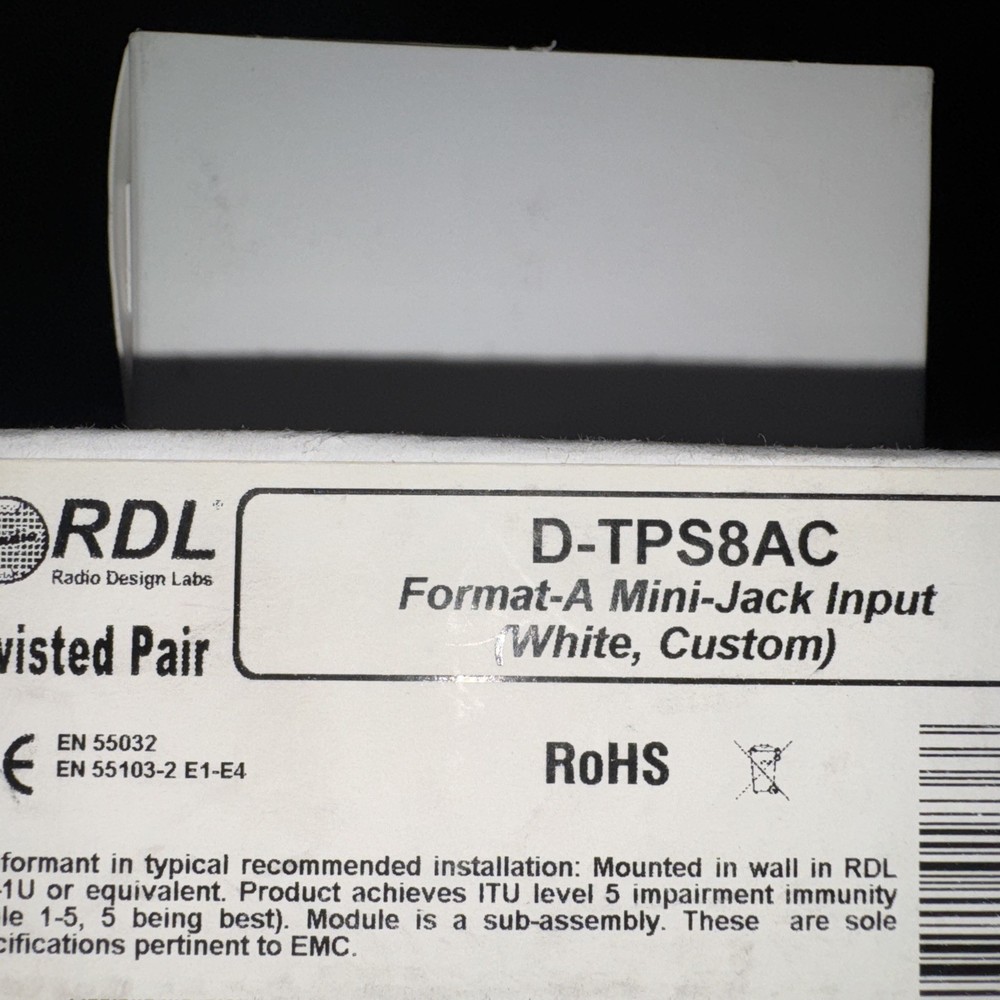 RDL
Radio Design Labs
wisted Pair
D-TPS8AC
Format-A Mini-Jack Input
(White, Custom)
CE
EN 55032
EN 55103-2 E1-E4
RoHS
formant in typical recommended installation: Mounted in wall in RDL
-1U or equivalent. Product achieves ITU level 5 impairment immunity
le 1-5, 5 being best). Module is a sub-assembly. These are sole
cifications pertinent to EMC.